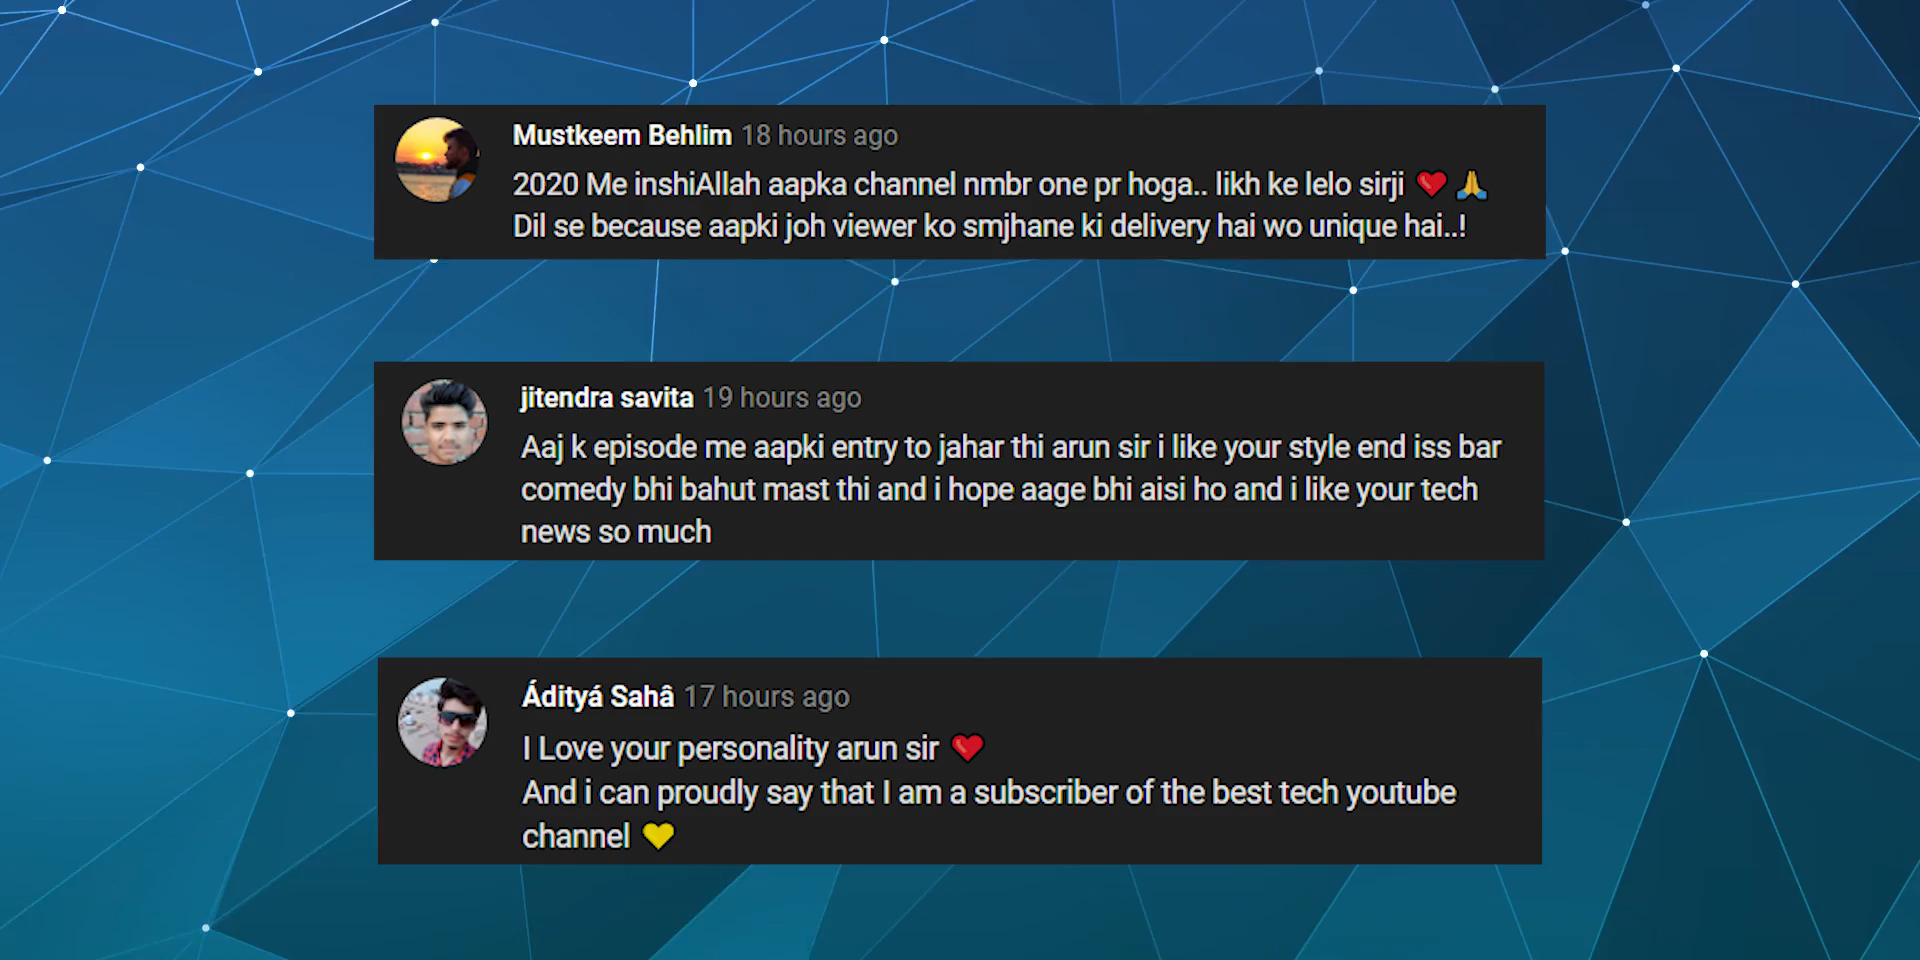 Mustkeem Behlim 18 hours ago
2020 Me inshiAllah aapka channel nmbr one pr hoga.. likh ke lelo sirji ❤️ 🙏
Dil se because aapki joh viewer ko smjhane ki delivery hai wo unique hai..!
jitendra savita 19 hours ago
Aaj k episode me aapki entry to jahar thi arun sir i like your style end iss bar
comedy bhi bahut mast thi and i hope aage bhi aisi ho and i like your tech
news so much
Ádityá Sahâ 17 hours ago
I Love your personality arun sir ❤️
And i can proudly say that I am a subscriber of the best tech youtube
channel 💛